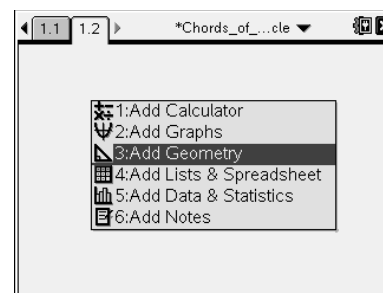 1.1 1.2 *Chords_of_...cle
1:Add Calculator
2:Add Graphs
3:Add Geometry
4:Add Lists & Spreadsheet
5:Add Data & Statistics
6:Add Notes